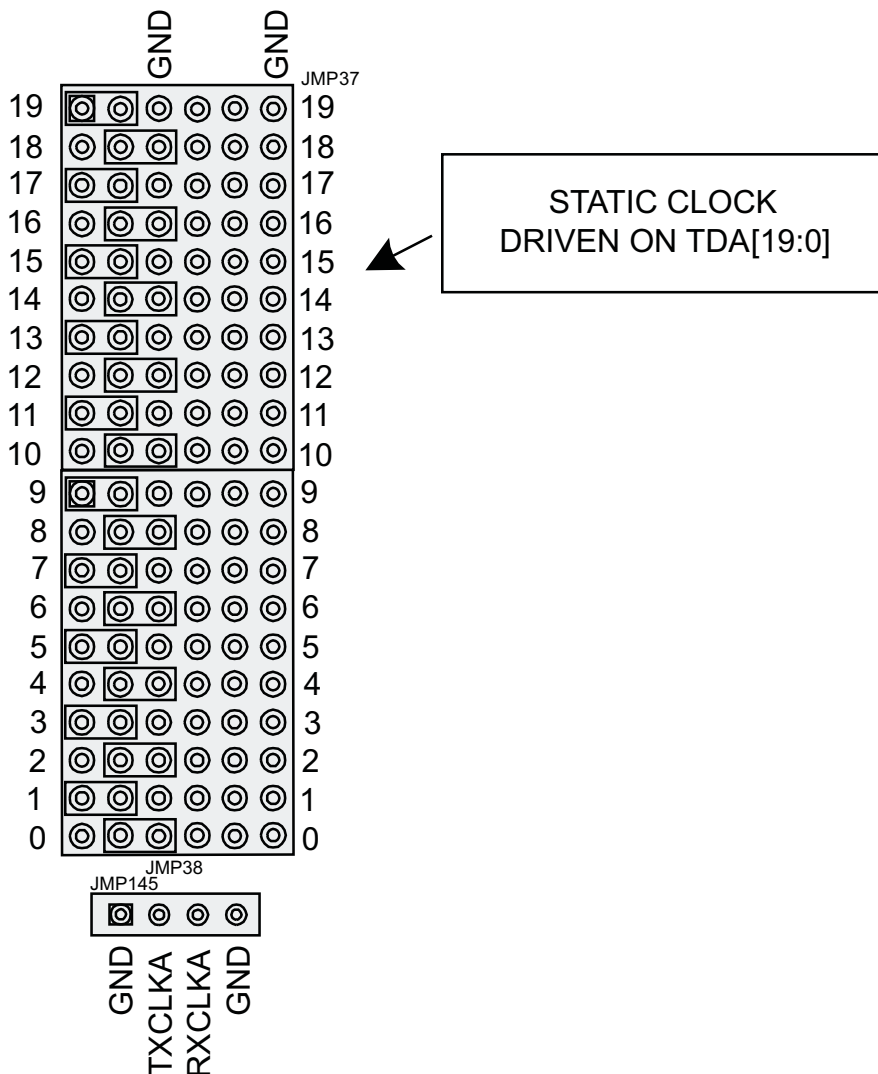 GND GND
JMP37
19 19
18 18
17 17
16 16
15 15
14 14
13 13
12 12
11 11
10 10
9 9
8 8
7 7
6 6
5 5
4 4
3 3
2 2
1 1
0 0
STATIC CLOCK
DRIVEN ON TDA[19:0]
JMP38
JMP145
GND
TXCLKA
RXCLKA
GND